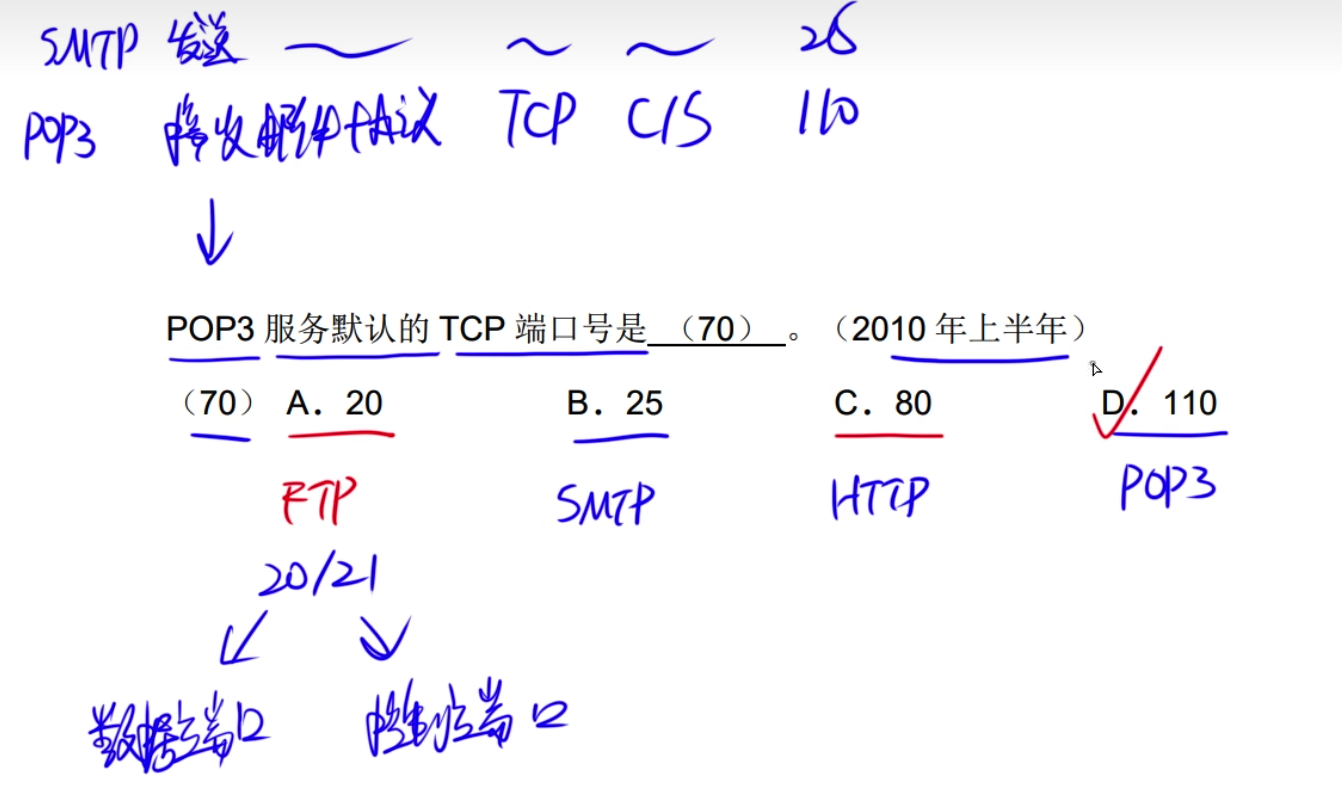 SMTP 发送 ～ ～ ～ 25
POP3 接收邮件协议 TCP C/S 110
↓
POP3 服务默认的 TCP 端口号是 （70） 。（2010 年上半年）
（70） A．20 B．25 C．80 D．110
FTP SMTP HTTP POP3
20/21
数据端口 控制端口